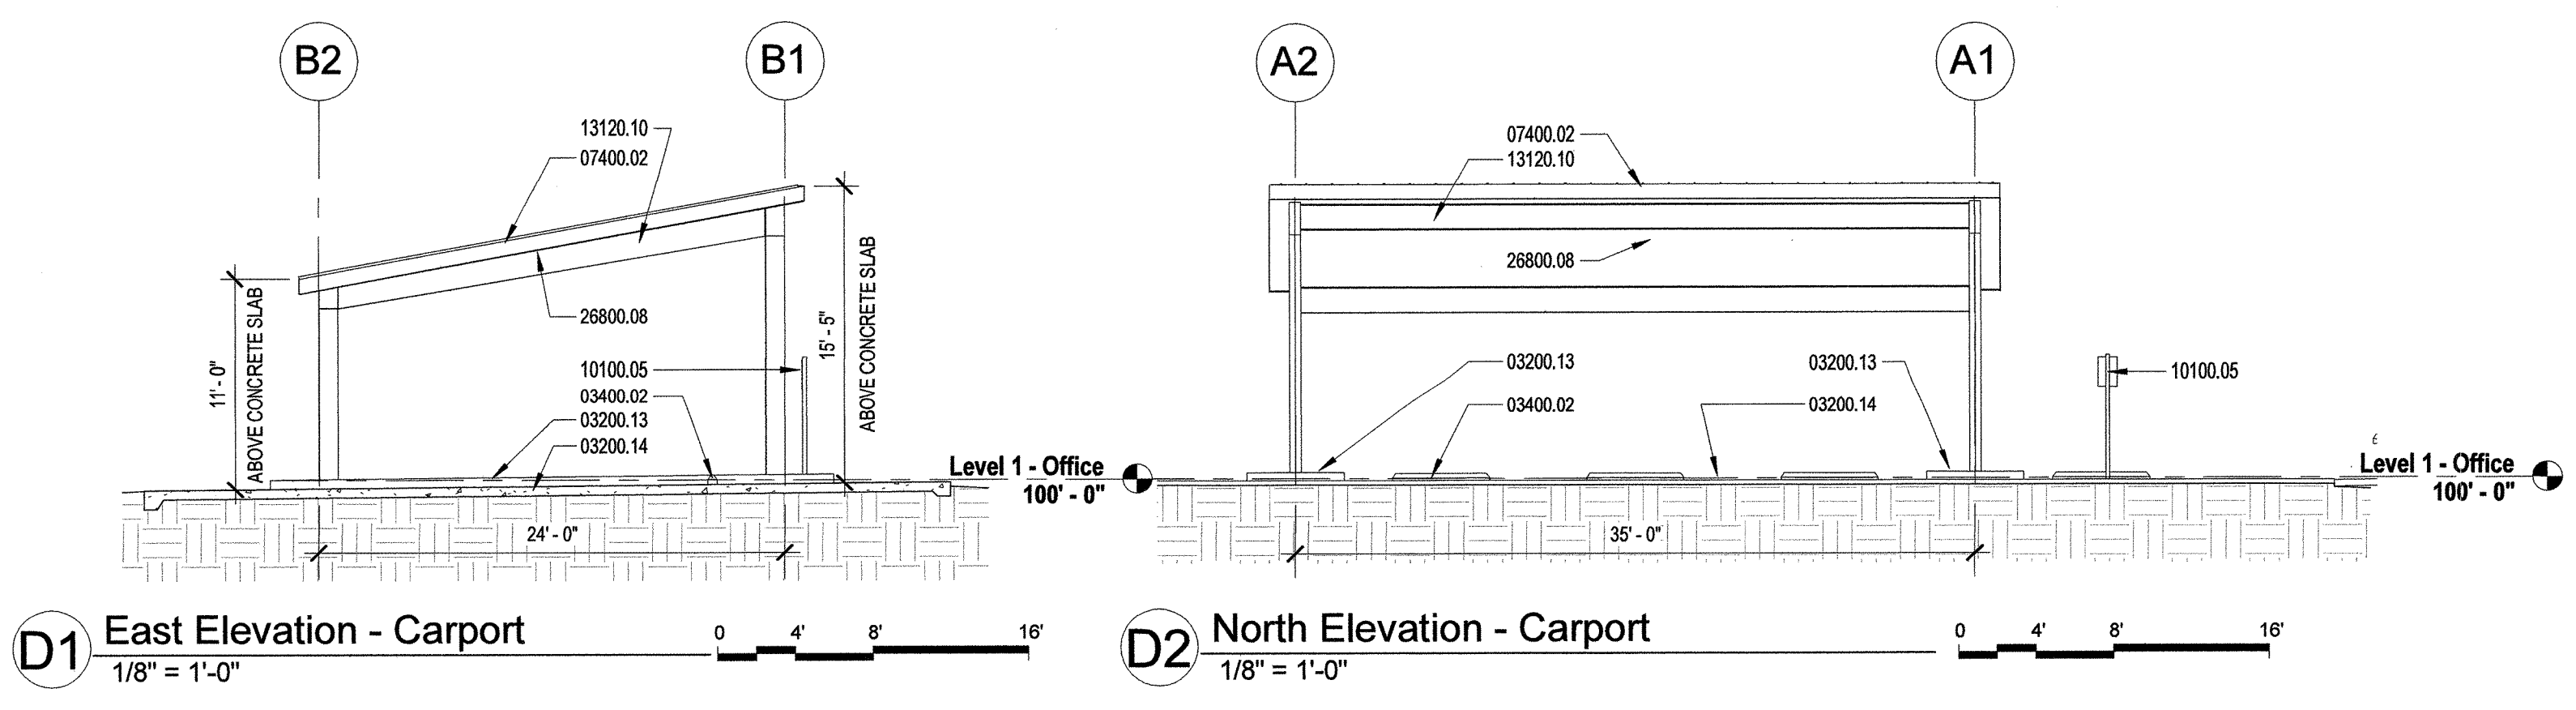 B2
B1
13120.10
07400.02
11' - 0"
ABOVE CONCRETE SLAB
26800.08
15' - 5"
ABOVE CONCRETE SLAB
10100.05
03400.02
03200.13
03200.14
Level 1 - Office
100' - 0"
24' - 0"
D1
East Elevation - Carport
1/8" = 1'-0"
0 4' 8' 16'
A2
A1
07400.02
13120.10
26800.08
03200.13
03200.13
10100.05
03400.02
03200.14
Level 1 - Office
100' - 0"
35' - 0"
D2
North Elevation - Carport
1/8" = 1'-0"
0 4' 8' 16'